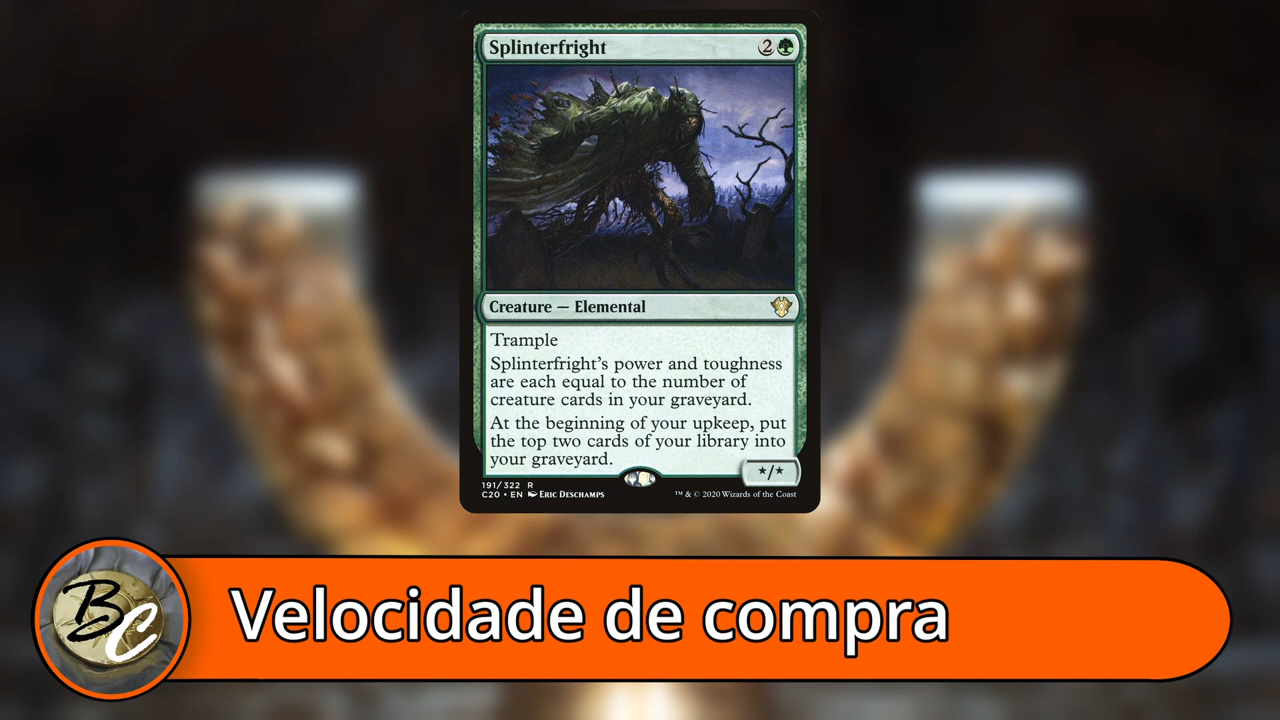 Splinterfright 2
Creature — Elemental
Trample
Splinterfright's power and toughness
are each equal to the number of
creature cards in your graveyard.
At the beginning of your upkeep, put
the top two cards of your library into
your graveyard.
*/*
191/322 R
C20 • EN Eric Deschamps
™ & © 2020 Wizards of the Coast
BC
Velocidade de compra